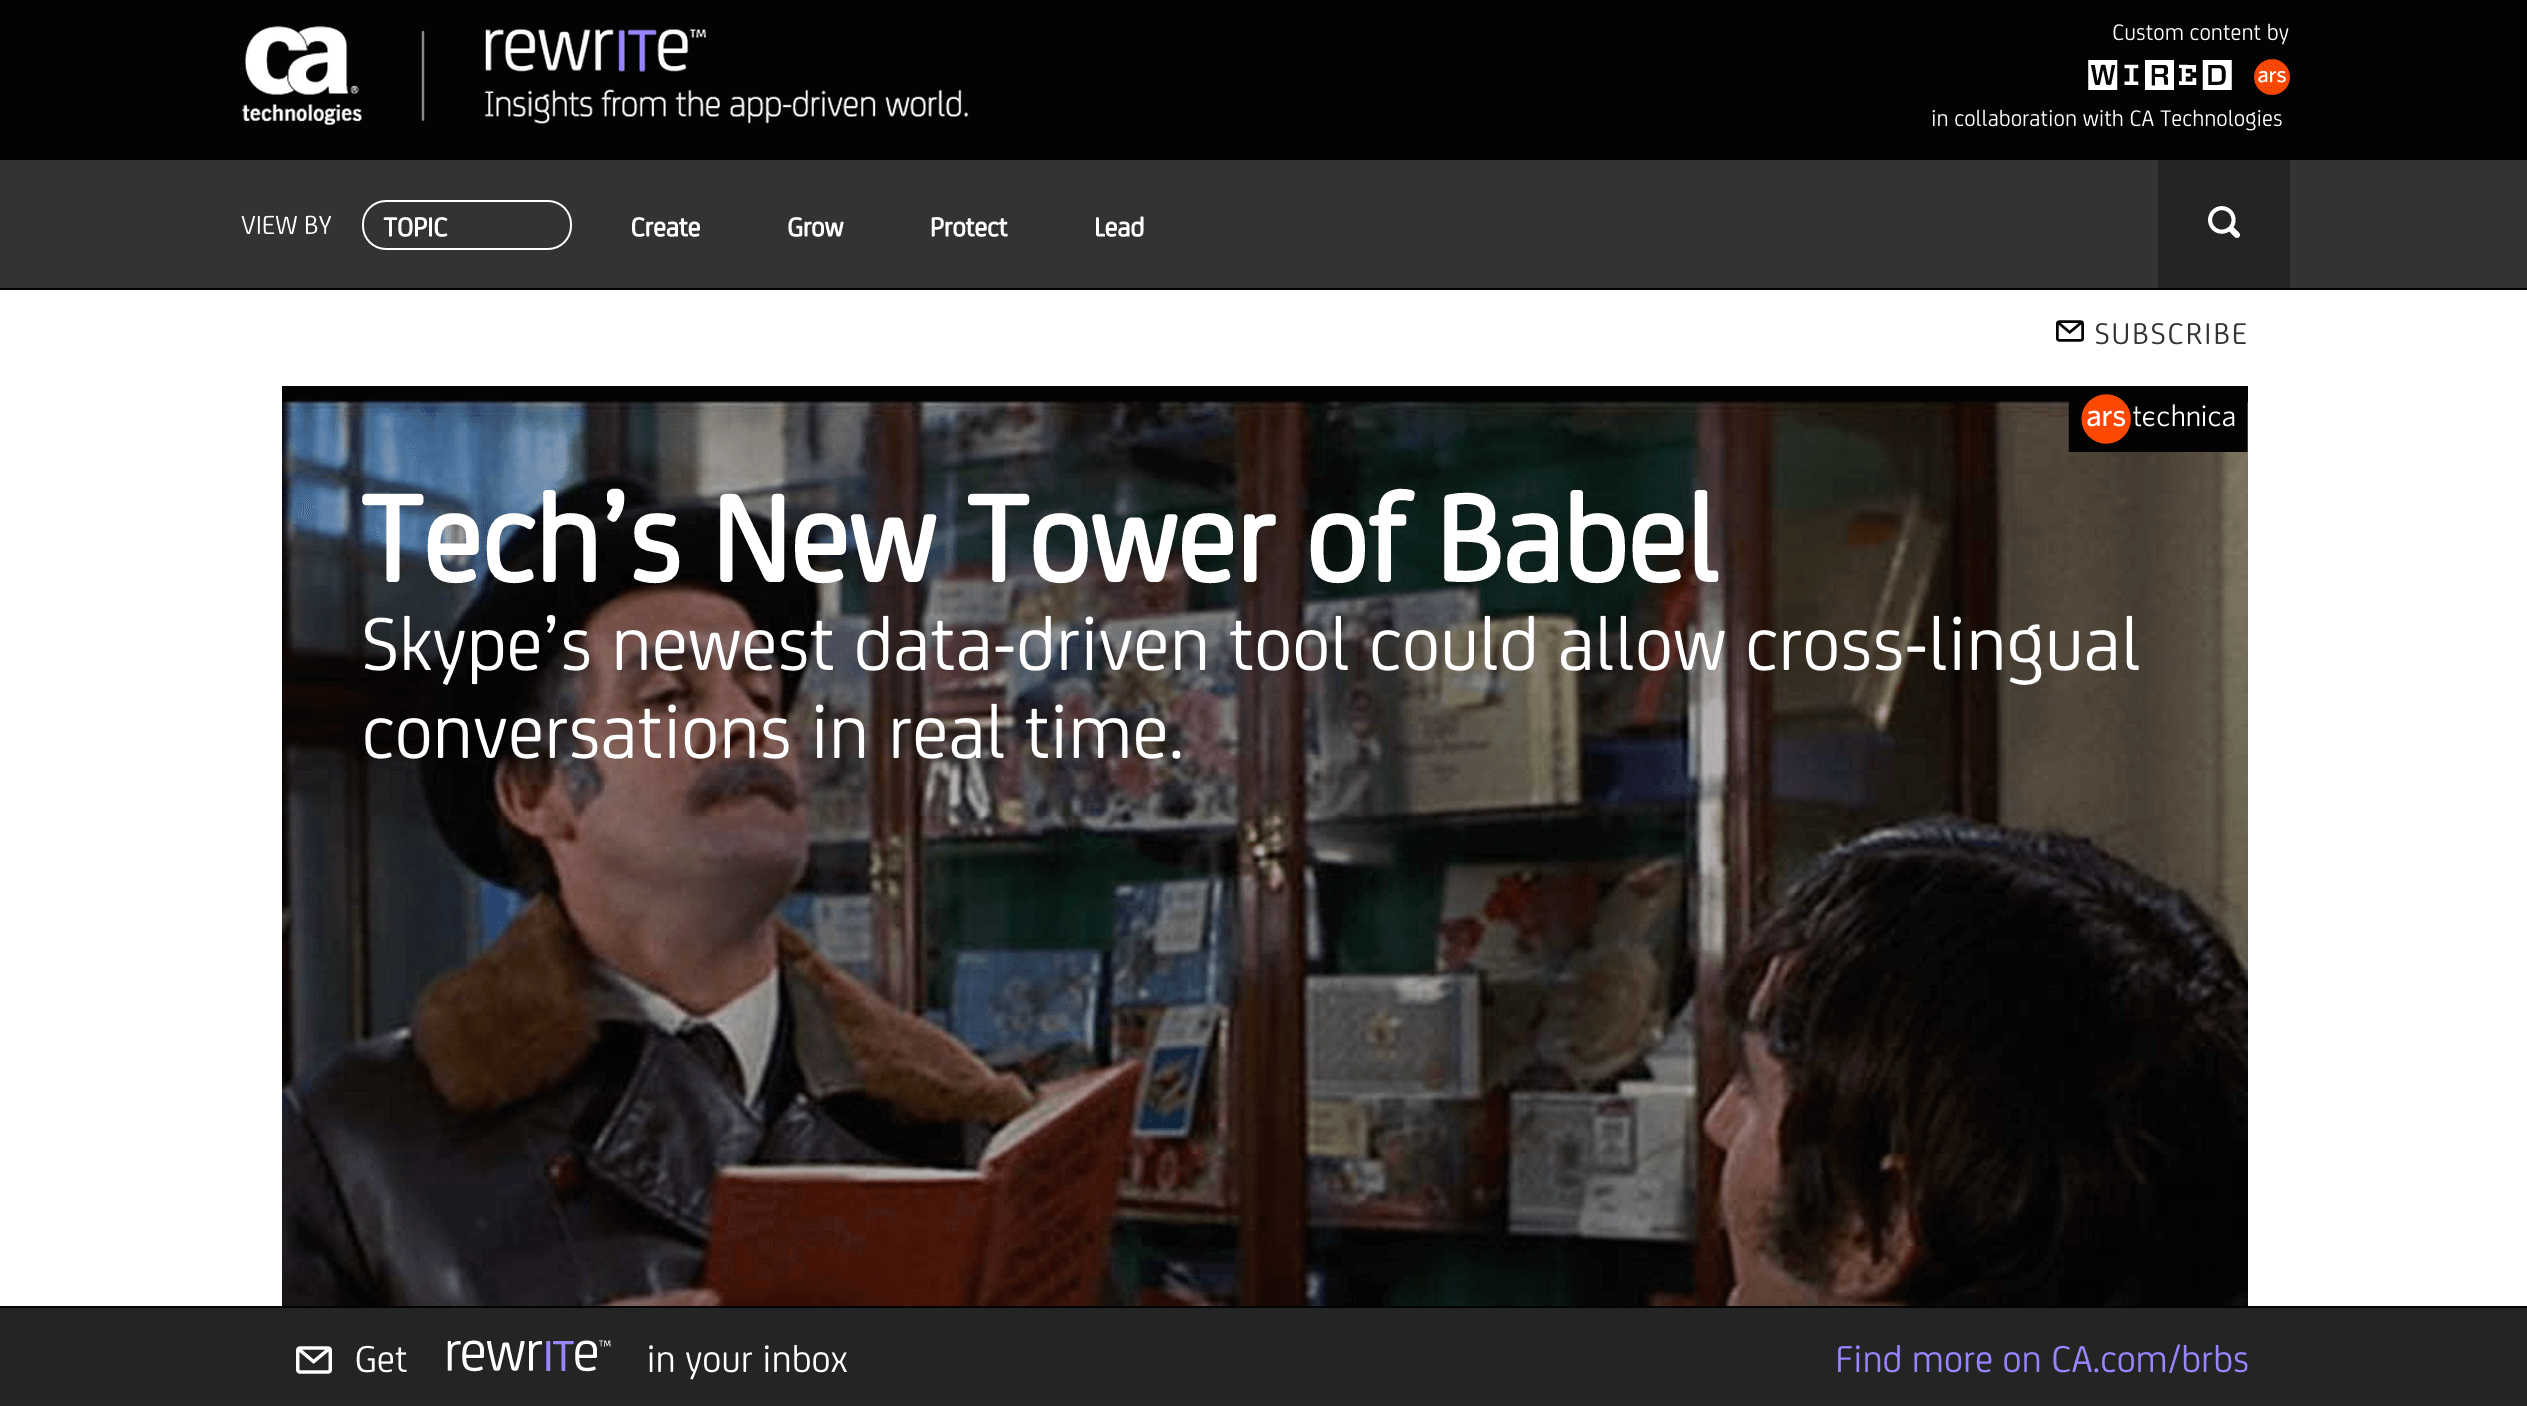 ca
technologies
rewrITe™
Insights from the app-driven world.
Custom content by
WIRED ars
in collaboration with CA Technologies
VIEW BY TOPIC Create Grow Protect Lead
SUBSCRIBE
ars technica
Tech’s New Tower of Babel
Skype’s newest data-driven tool could allow cross-lingual
conversations in real time.
Get rewrITe™ in your inbox
Find more on CA.com/brbs